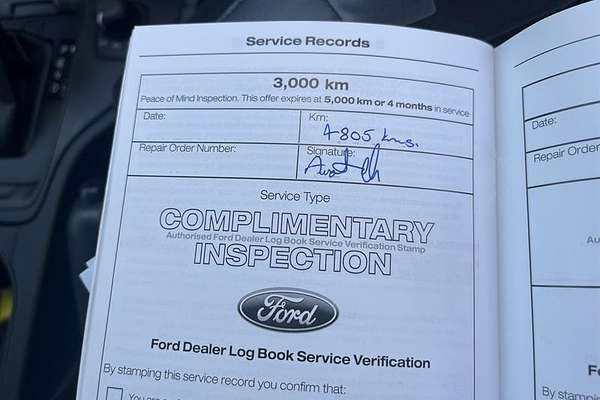 Service Records
3,000 km
Peace of Mind Inspection. This offer expires at 5,000 km or 4 months in service
Date:
Km:
4805 kms.
Repair Order Number:
Signature:
Service Type
COMPLIMENTARY
Authorised Ford Dealer Log Book Service Verification Stamp
INSPECTION
Ford
Ford Dealer Log Book Service Verification
By stamping this service record you confirm that:
Date:
Repair Order
Au
F
By stamping